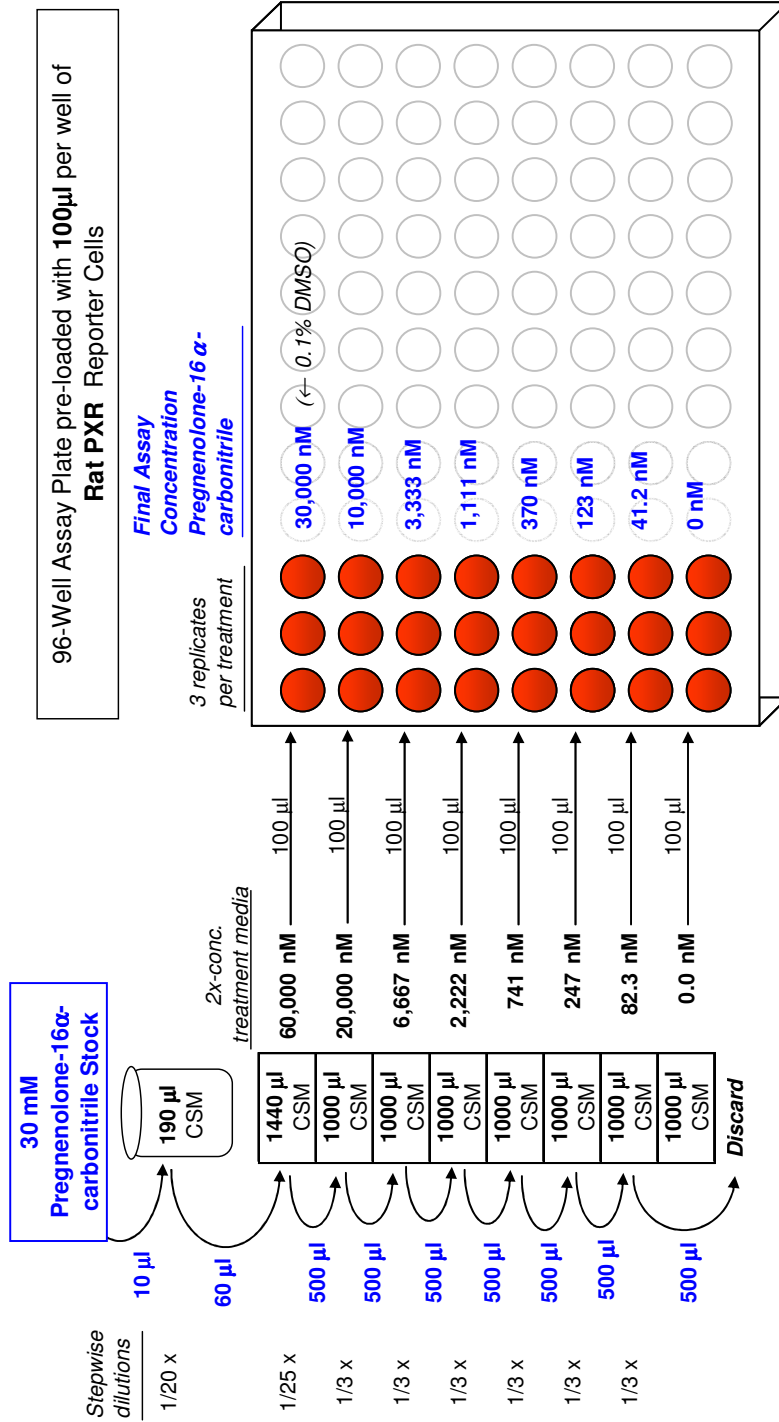 96-Well Assay Plate pre-loaded with 100μl per well of
Rat PXR Reporter Cells
30 mM
Pregnenolone-16α-
carbonitrile Stock
Stepwise
dilutions
1/20 x
1/25 x
1/3 x
1/3 x
1/3 x
1/3 x
1/3 x
1/3 x
10 μl
60 μl
500 μl
500 μl
500 μl
500 μl
500 μl
500 μl
500 μl
190 μl
CSM
1440 μl
CSM
1000 μl
CSM
1000 μl
CSM
1000 μl
CSM
1000 μl
CSM
1000 μl
CSM
1000 μl
CSM
1000 μl
CSM
Discard
2x-conc.
treatment media
60,000 nM
20,000 nM
6,667 nM
2,222 nM
741 nM
247 nM
82.3 nM
0.0 nM
100 μl
100 μl
100 μl
100 μl
100 μl
100 μl
100 μl
100 μl
3 replicates
per treatment
Final Assay
Concentration
Pregnenolone-16 α-
carbonitrile
30,000 nM (← 0.1% DMSO)
10,000 nM
3,333 nM
1,111 nM
370 nM
123 nM
41.2 nM
0 nM